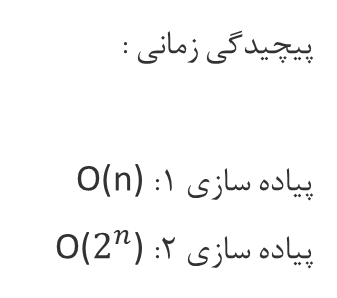 پیچیدگی زمانی :
پیاده سازی ۱: O(n)
پیاده سازی ۲: O(2ⁿ)